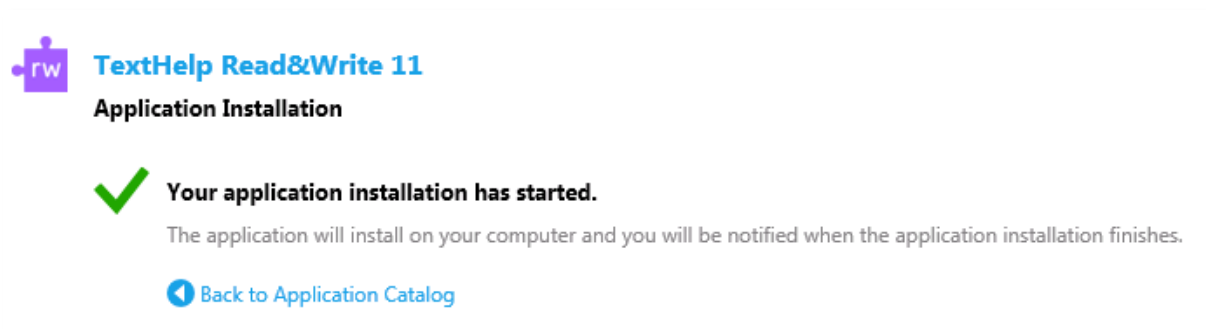 rw
TextHelp Read&Write 11
Application Installation
Your application installation has started.
The application will install on your computer and you will be notified when the application installation finishes.
Back to Application Catalog